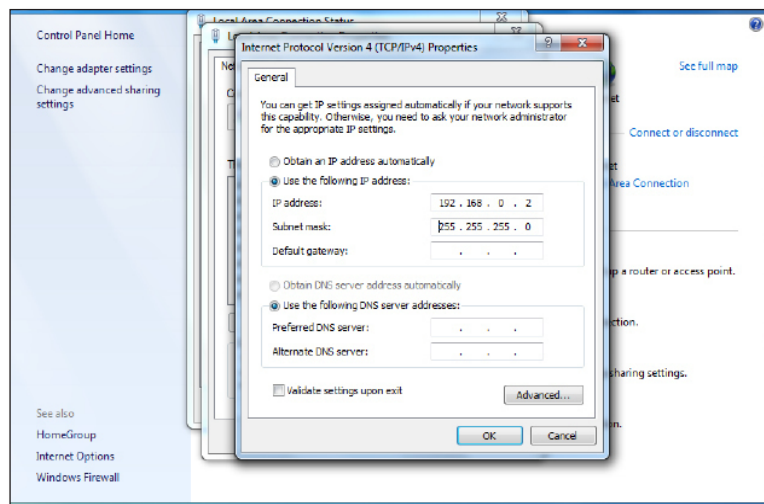 Control Panel Home
Change adapter settings
Change advanced sharing
settings
See also
HomeGroup
Internet Options
Windows Firewall
Local Area Connection Status
Internet Protocol Version 4 (TCP/IPv4) Properties
General
You can get IP settings assigned automatically if your network supports
this capability. Otherwise, you need to ask your network administrator
for the appropriate IP settings.
Obtain an IP address automatically
Use the following IP address:
IP address: 192 . 168 . 0 . 2
Subnet mask: 255 . 255 . 255 . 0
Default gateway: . . .
Obtain DNS server address automatically
Use the following DNS server addresses:
Preferred DNS server: . . .
Alternate DNS server: . . .
Validate settings upon exit
Advanced...
OK Cancel
See full map
et
Connect or disconnect
et
Area Connection
up a router or access point.
ction.
sharing settings.
on.